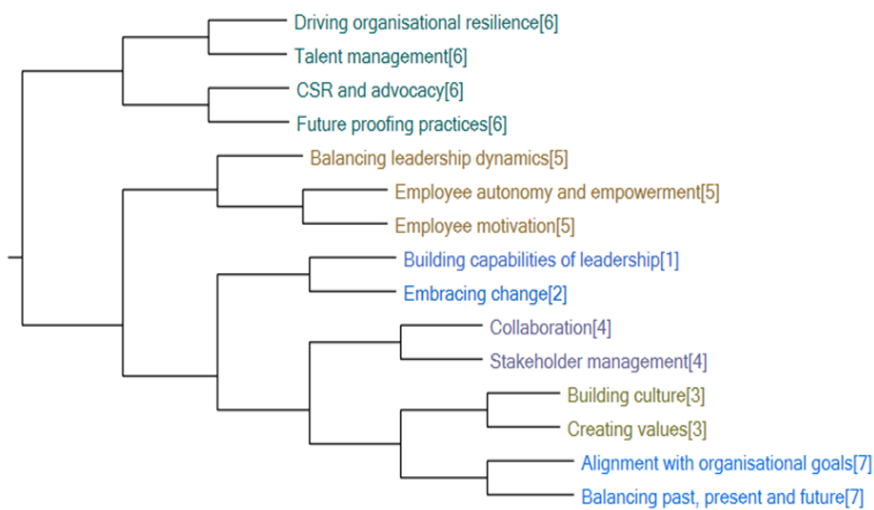 Driving organisational resilience[6]
Talent management[6]
CSR and advocacy[6]
Future proofing practices[6]
Balancing leadership dynamics[5]
Employee autonomy and empowerment[5]
Employee motivation[5]
Building capabilities of leadership[1]
Embracing change[2]
Collaboration[4]
Stakeholder management[4]
Building culture[3]
Creating values[3]
Alignment with organisational goals[7]
Balancing past, present and future[7]